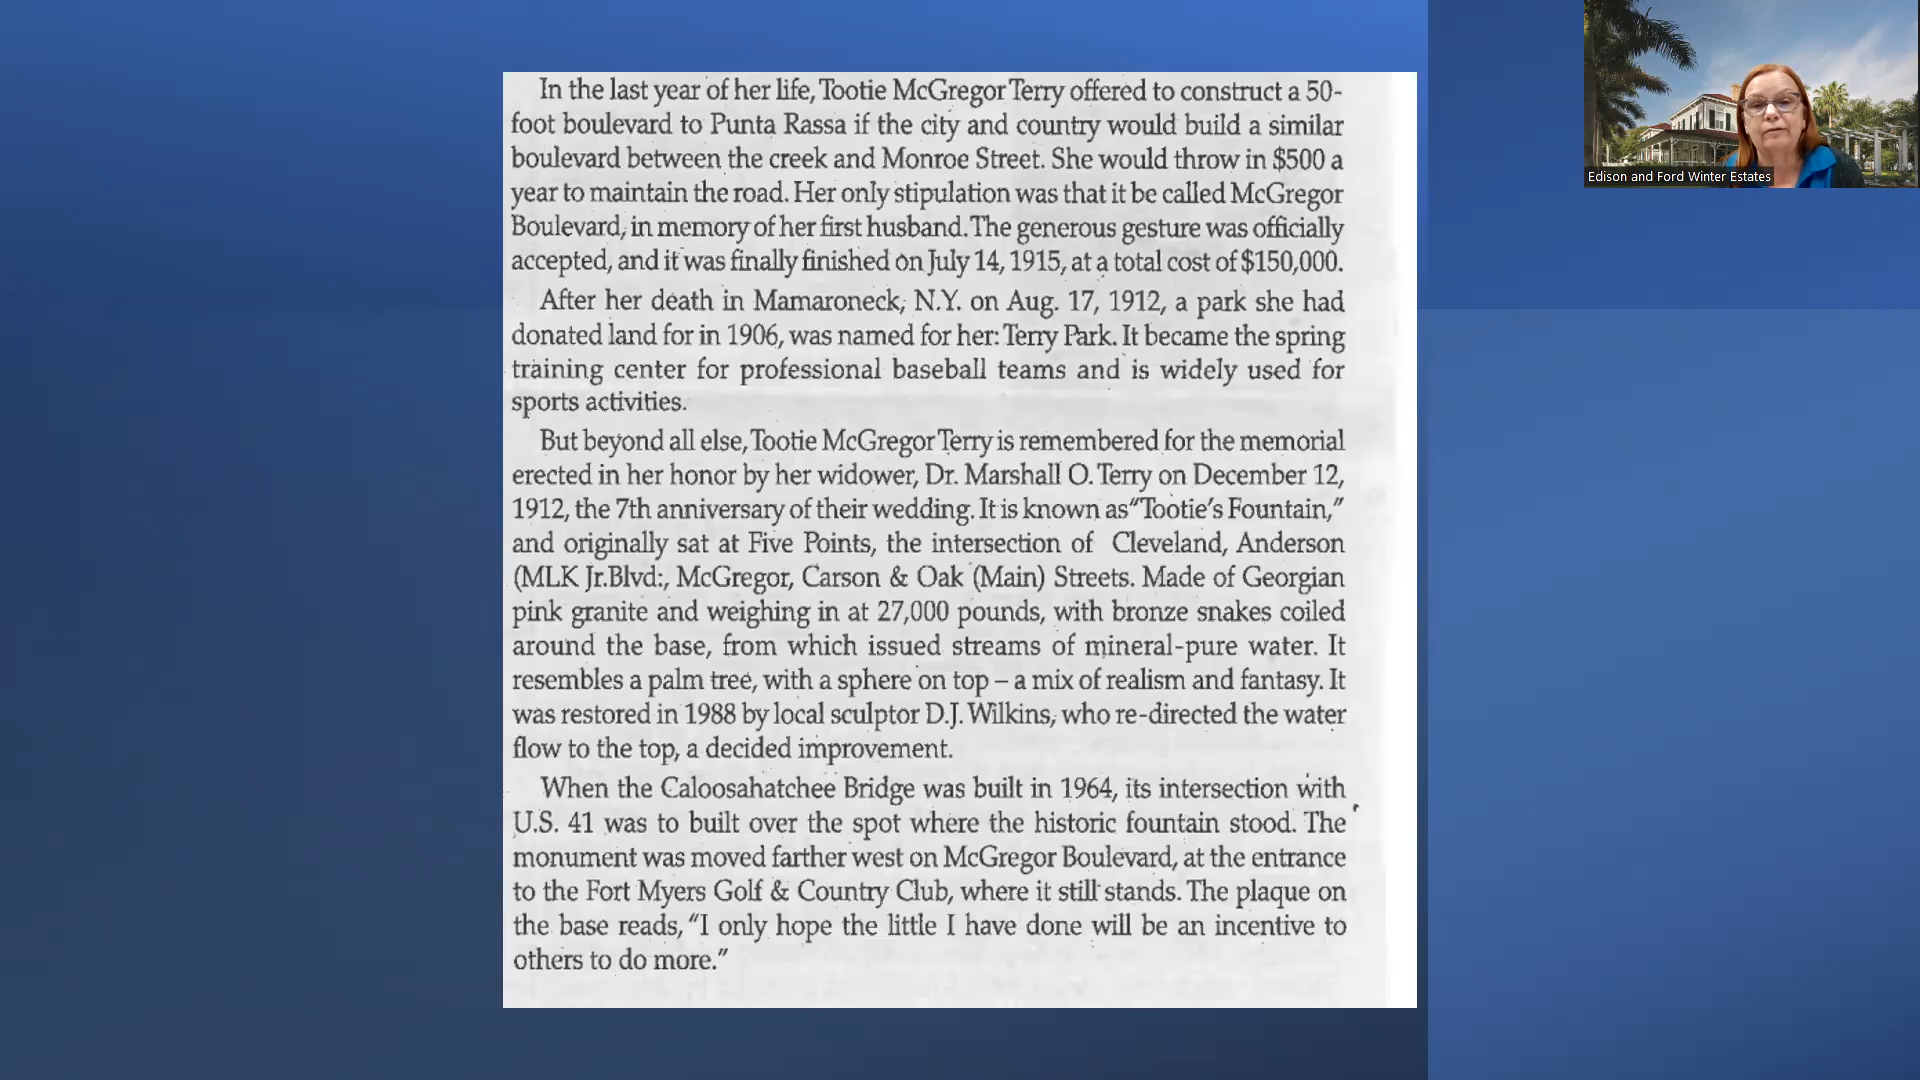 In the last year of her life, Tootie McGregor Terry offered to construct a 50-
foot boulevard to Punta Rassa if the city and country would build a similar
boulevard between the creek and Monroe Street. She would throw in $500 a
year to maintain the road. Her only stipulation was that it be called McGregor
Boulevard, in memory of her first husband. The generous gesture was officially
accepted, and it was finally finished on July 14, 1915, at a total cost of $150,000.
After her death in Mamaroneck, N.Y. on Aug. 17, 1912, a park she had
donated land for in 1906, was named for her: Terry Park. It became the spring
training center for professional baseball teams and is widely used for
sports activities.
But beyond all else, Tootie McGregor Terry is remembered for the memorial
erected in her honor by her widower, Dr. Marshall O. Terry on December 12,
1912, the 7th anniversary of their wedding. It is known as “Tootie’s Fountain,”
and originally sat at Five Points, the intersection of Cleveland, Anderson
(MLK Jr.Blvd:, McGregor, Carson & Oak (Main) Streets. Made of Georgian
pink granite and weighing in at 27,000 pounds, with bronze snakes coiled
around the base, from which issued streams of mineral-pure water. It
resembles a palm tree, with a sphere on top – a mix of realism and fantasy. It
was restored in 1988 by local sculptor D.J. Wilkins, who re-directed the water
flow to the top, a decided improvement.
When the Caloosahatchee Bridge was built in 1964, its intersection with
U.S. 41 was to built over the spot where the historic fountain stood. The
monument was moved farther west on McGregor Boulevard, at the entrance
to the Fort Myers Golf & Country Club, where it still stands. The plaque on
the base reads, “I only hope the little I have done will be an incentive to
others to do more.”
Edison and Ford Winter Estates